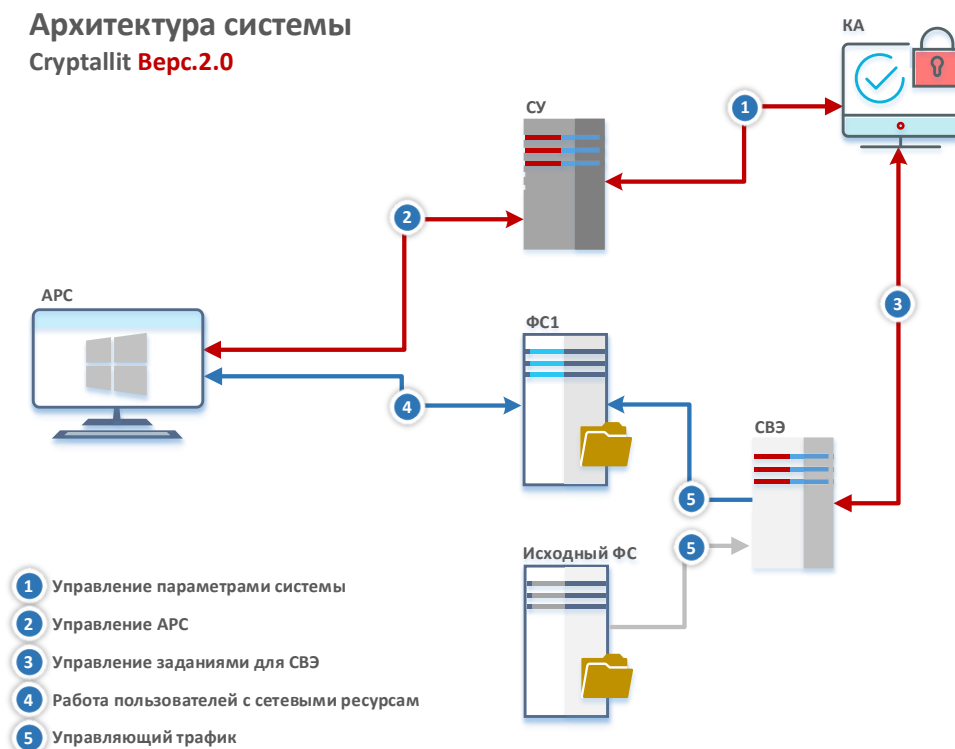 Архитектура системы
Cryptallit Верс.2.0
КА
СУ
1
2
АРС
3
ФС1
4
СВЭ
5
5
Исходный ФС
1 Управление параметрами системы
2 Управление АРС
3 Управление заданиями для СВЭ
4 Работа пользователей с сетевыми ресурсам
5 Управляющий трафик